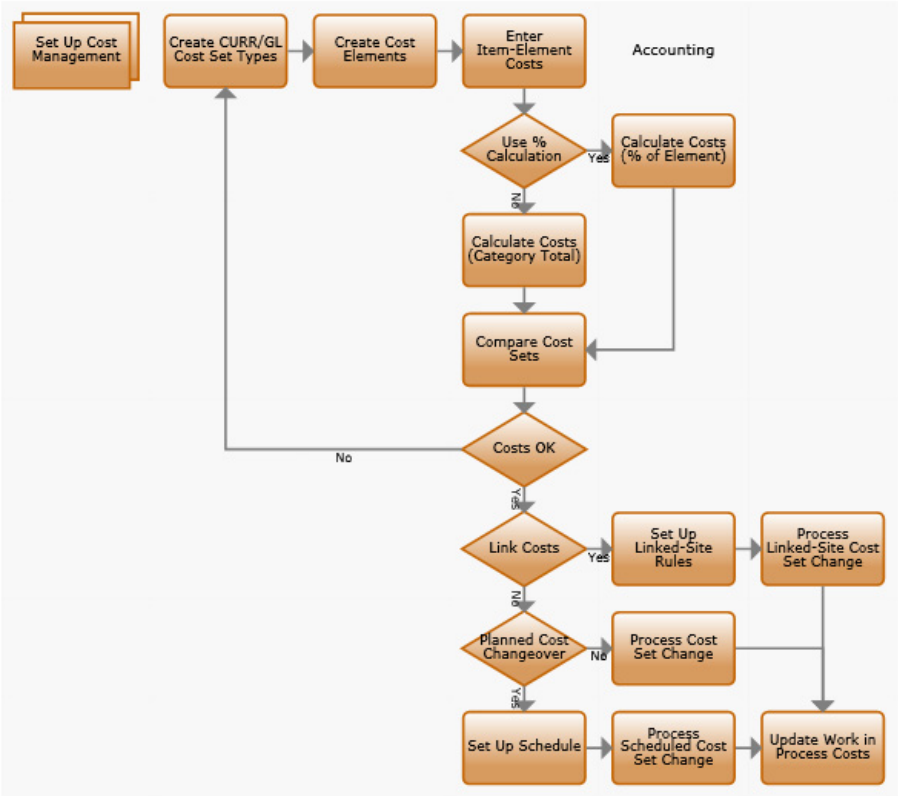 Set Up Cost
Management
Create CURR/GL
Cost Set Types
Create Cost
Elements
Enter
Item-Element
Costs
Accounting
Use %
Calculation
Yes
Calculate Costs
(% of Element)
No
Calculate Costs
(Category Total)
Compare Cost
Sets
Costs OK
No
Yes
Link Costs
Yes
Set Up
Linked-Site
Rules
Process
Linked-Site Cost
Set Change
No
Planned Cost
Changeover
No
Process Cost
Set Change
Yes
Set Up Schedule
Process
Scheduled Cost
Set Change
Update Work in
Process Costs